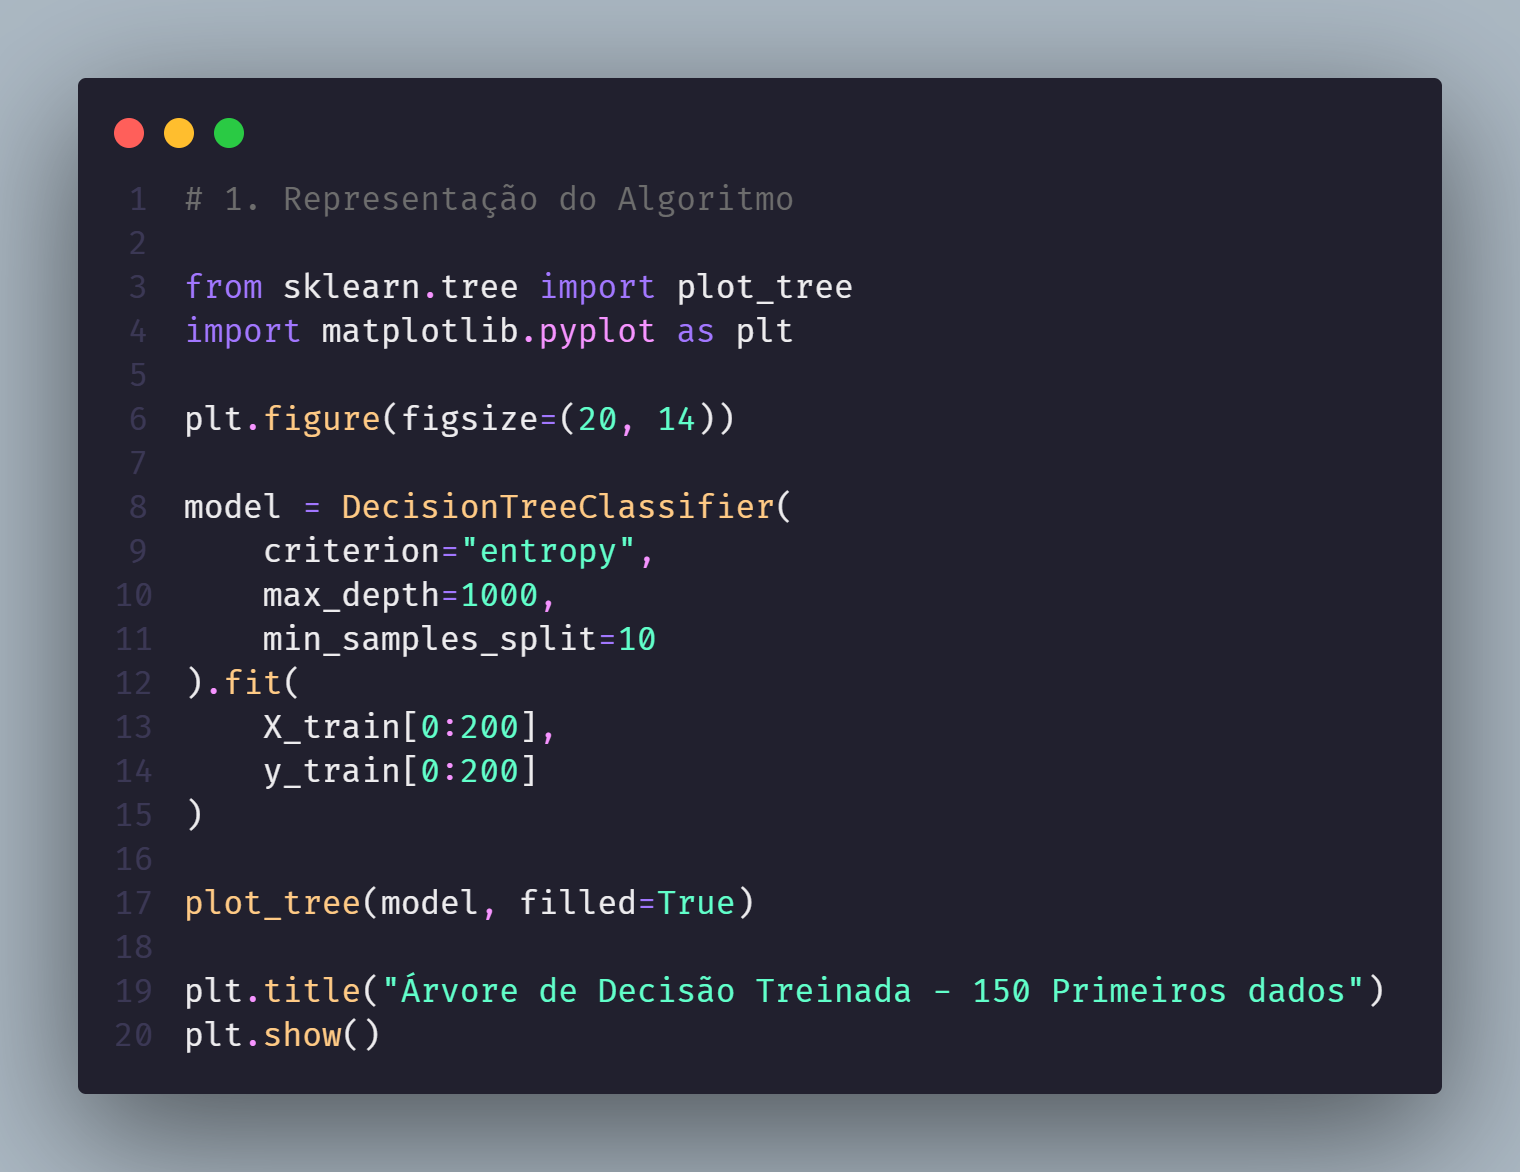 1 # 1. Representação do Algoritmo
2
3 from sklearn.tree import plot_tree
4 import matplotlib.pyplot as plt
5
6 plt.figure(figsize=(20, 14))
7
8 model = DecisionTreeClassifier(
9     criterion="entropy",
10     max_depth=1000,
11     min_samples_split=10
12 ).fit(
13     X_train[0:200],
14     y_train[0:200]
15 )
16
17 plot_tree(model, filled=True)
18
19 plt.title("Árvore de Decisão Treinada - 150 Primeiros dados")
20 plt.show()